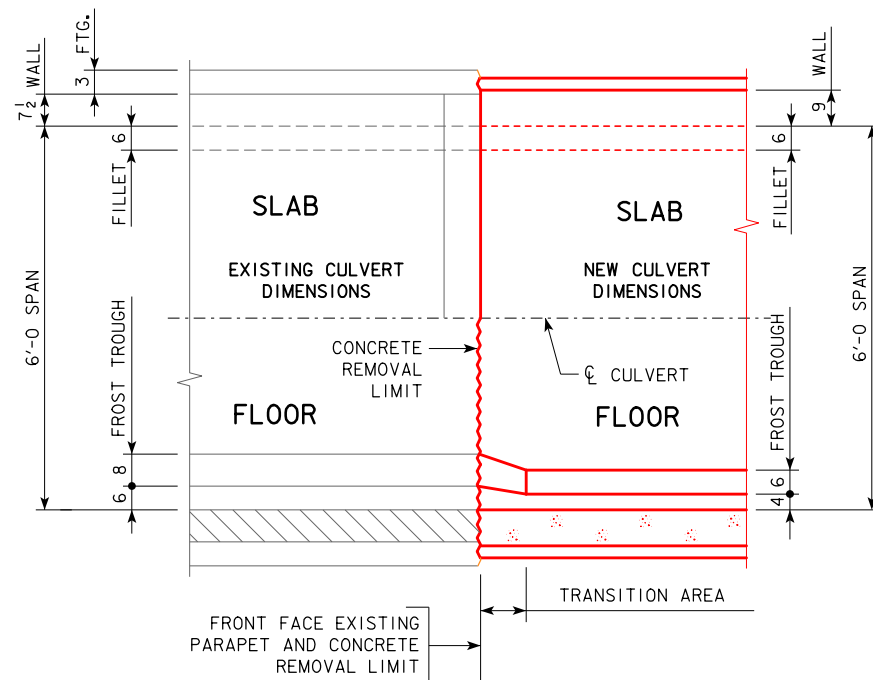 3 FTG.
7 1/2 WALL
6
FILLET
6'-0 SPAN
FROST TROUGH
8
6
SLAB
EXISTING CULVERT
DIMENSIONS
CONCRETE
REMOVAL
LIMIT
FLOOR
SLAB
NEW CULVERT
DIMENSIONS
℄ CULVERT
FLOOR
9 WALL
6
FILLET
6'-0 SPAN
FROST TROUGH
6
4
TRANSITION AREA
FRONT FACE EXISTING
PARAPET AND CONCRETE
REMOVAL LIMIT